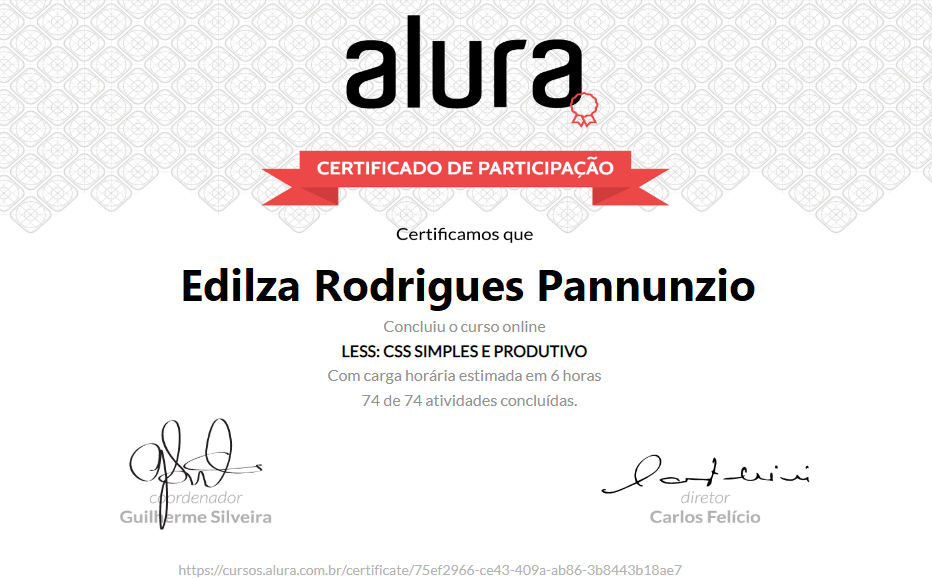 alura
CERTIFICADO DE PARTICIPAÇÃO
Certificamos que
Edilza Rodrigues Pannunzio
Concluiu o curso online
LESS: CSS SIMPLES E PRODUTIVO
Com carga horária estimada em 6 horas
74 de 74 atividades concluídas.
coordenador
Guilherme Silveira
diretor
Carlos Felício
https://cursos.alura.com.br/certificate/75ef2966-ce43-409a-ab86-3b8443b18ae7